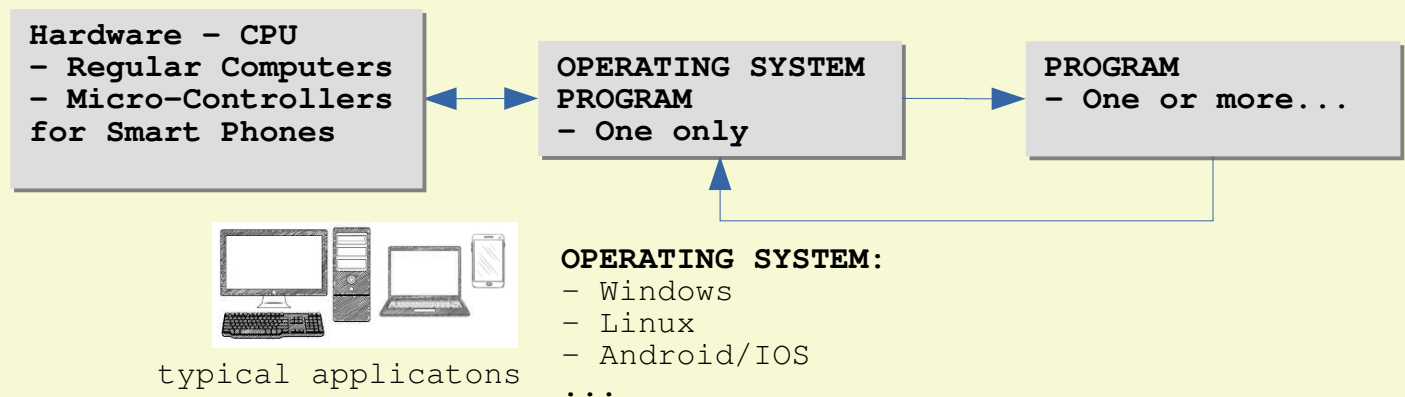 Hardware – CPU
– Regular Computers
– Micro-Controllers
for Smart Phones
OPERATING SYSTEM
PROGRAM
– One only
PROGRAM
– One or more...
typical applicatons
OPERATING SYSTEM:
– Windows
– Linux
– Android/IOS
...